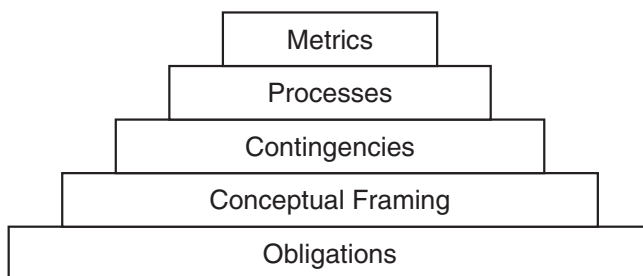 Metrics
Processes
Contingencies
Conceptual Framing
Obligations